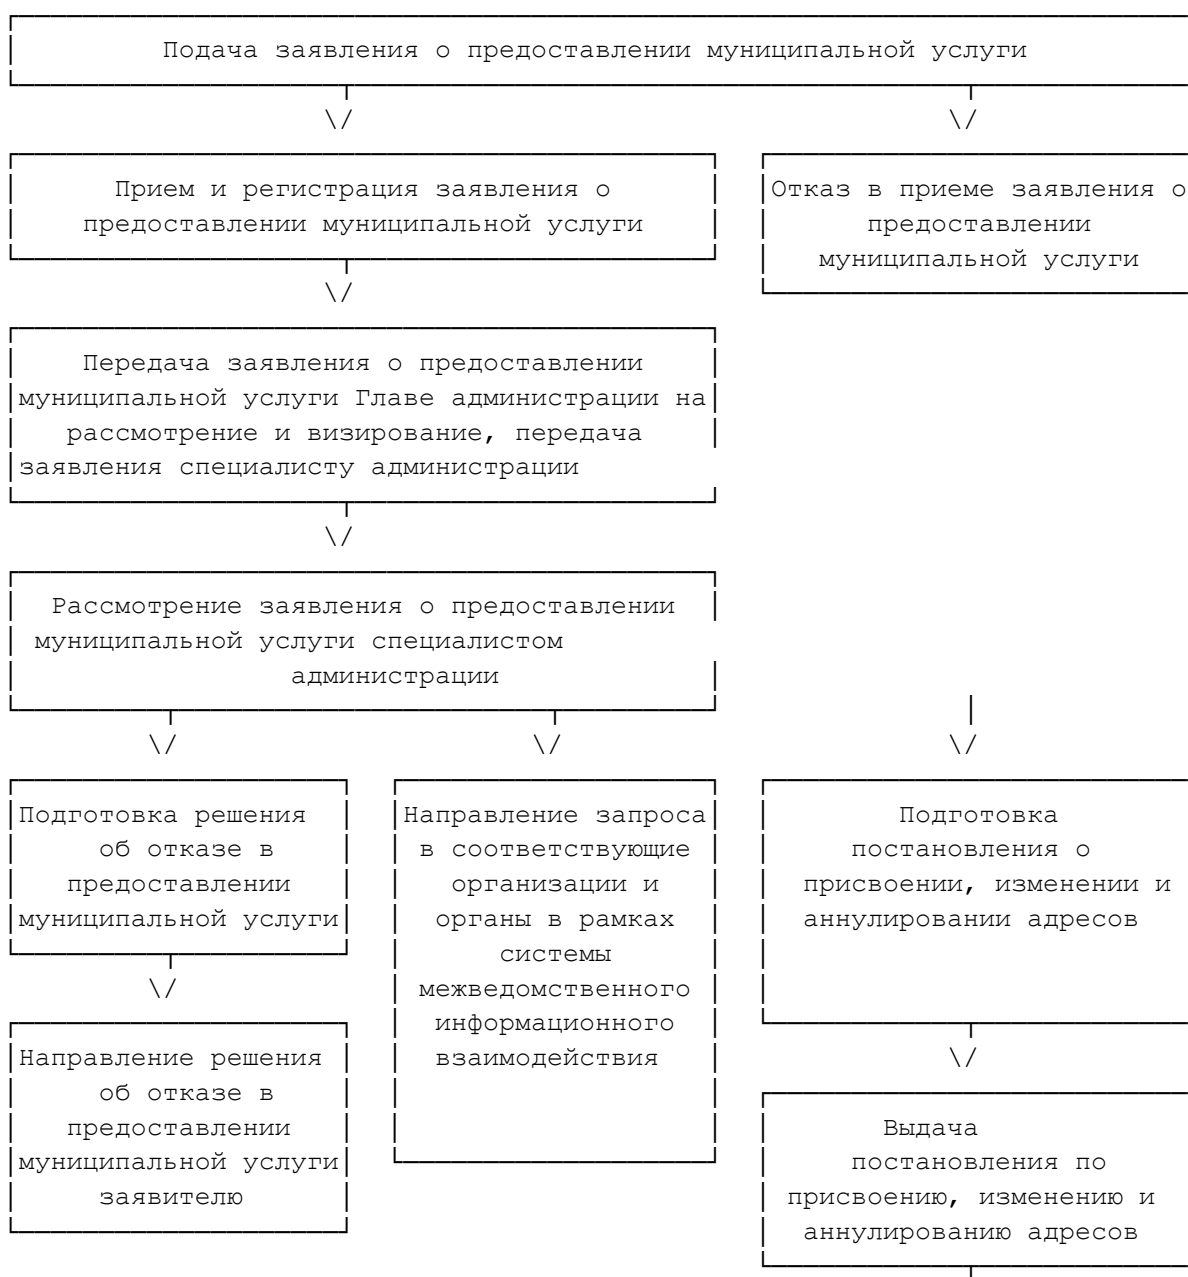 Подача заявления о предоставлении муниципальной услуги
Прием и регистрация заявления о
предоставлении муниципальной услуги
Отказ в приеме заявления о
предоставлении
муниципальной услуги
Передача заявления о предоставлении
муниципальной услуги Главе администрации на
рассмотрение и визирование, передача
заявления специалисту администрации
Рассмотрение заявления о предоставлении
муниципальной услуги специалистом
администрации
Подготовка решения
об отказе в
предоставлении
муниципальной услуги
Направление решения
об отказе в
предоставлении
муниципальной услуги
заявителю
Направление запроса
в соответствующие
организации и
органы в рамках
системы
межведомственного
информационного
взаимодействия
Подготовка
постановления о
присвоении, изменении и
аннулировании адресов
Выдача
постановления по
присвоению, изменению и
аннулированию адресов